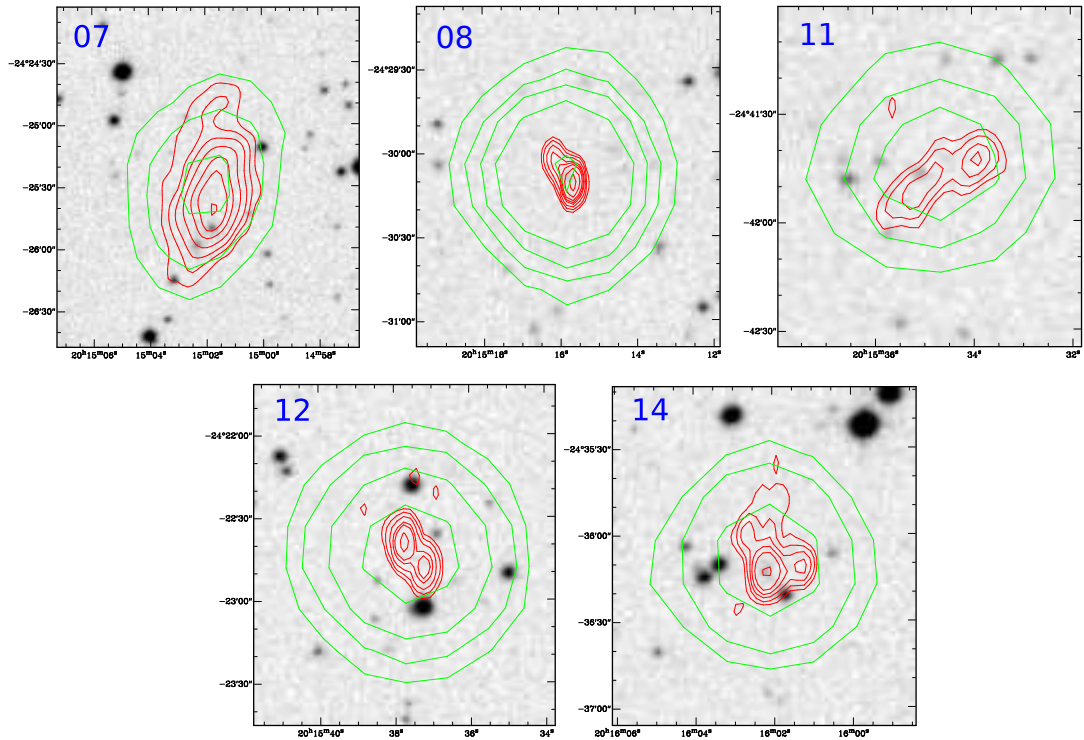 07
08
11
-24°24'30"
-25'00"
-25'30"
-26'00"
-26'30"
20ʰ15ᵐ06ˢ
15ᵐ04ˢ
15ᵐ02ˢ
15ᵐ00ˢ
14ᵐ58ˢ
-24°29'30"
-30'00"
-30'30"
-31'00"
20ʰ15ᵐ18ˢ
16ˢ
14ˢ
12ˢ
-24°41'30"
-42'00"
-42'30"
20ʰ15ᵐ36ˢ
34ˢ
32ˢ
12
14
-24°22'00"
-22'30"
-23'00"
-23'30"
20ʰ15ᵐ40ˢ
38ˢ
36ˢ
34ˢ
-24°35'30"
-36'00"
-36'30"
-37'00"
20ʰ16ᵐ06ˢ
16ᵐ04ˢ
16ᵐ02ˢ
16ᵐ00ˢ